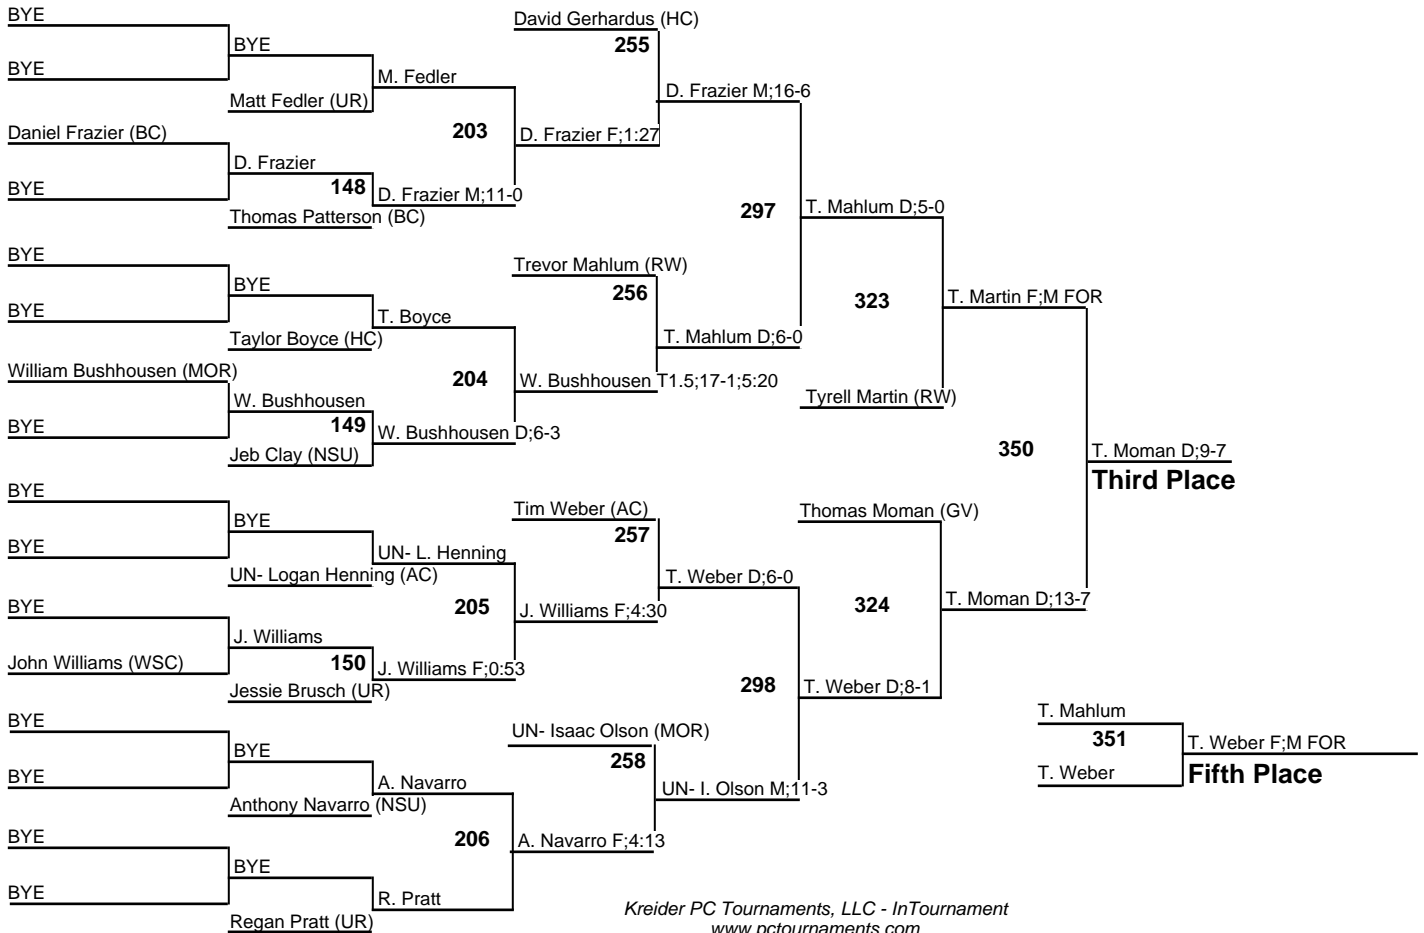 BYE
David Gerhardus (HC)
BYE
255
BYE
M. Fedler
D. Frazier M;16-6
Matt Fedler (UR)
203
Daniel Frazier (BC)
D. Frazier F;1:27
D. Frazier
BYE
148
D. Frazier M;11-0
Thomas Patterson (BC)
297
T. Mahlum D;5-0
BYE
Trevor Mahlum (RW)
BYE
256
323
T. Martin F;M FOR
BYE
T. Boyce
Taylor Boyce (HC)
T. Mahlum D;6-0
William Bushhousen (MOR)
204
W. Bushhousen T1.5;17-1;5:20
W. Bushhousen
Tyrell Martin (RW)
BYE
149
W. Bushhousen D;6-3
Jeb Clay (NSU)
350
T. Moman D;9-7
Third Place
BYE
Tim Weber (AC)
Thomas Moman (GV)
BYE
257
BYE
UN- L. Henning
UN- Logan Henning (AC)
T. Weber D;6-0
BYE
205
J. Williams F;4:30
324
T. Moman D;13-7
J. Williams
John Williams (WSC)
150
J. Williams F;0:53
Jessie Brusch (UR)
298
T. Weber D;8-1
BYE
UN- Isaac Olson (MOR)
T. Mahlum
BYE
258
351
T. Weber F;M FOR
BYE
A. Navarro
UN- I. Olson M;11-3
T. Weber
Fifth Place
Anthony Navarro (NSU)
BYE
206
A. Navarro F;4:13
BYE
BYE
R. Pratt
Regan Pratt (UR)
Kreider PC Tournaments, LLC - InTournament
www.pctournaments.com